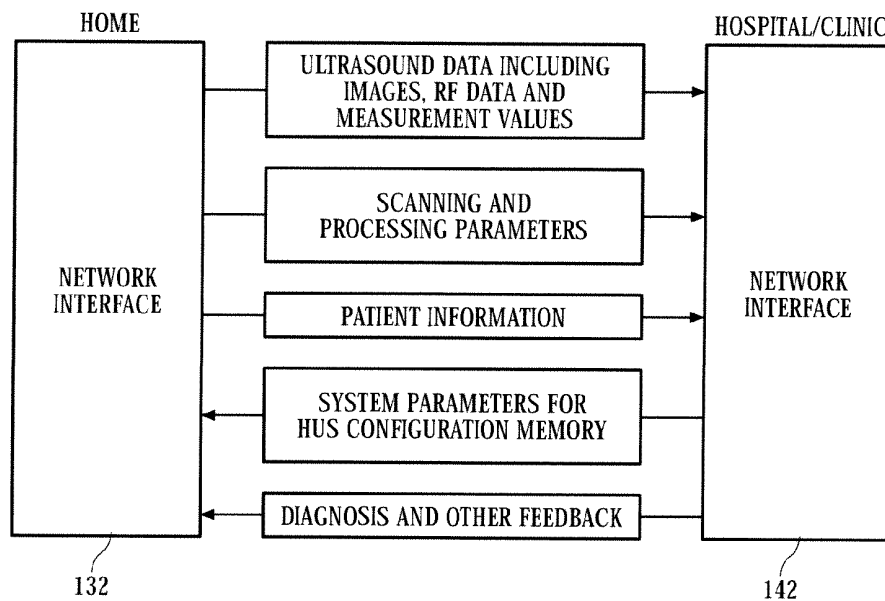 HOME
HOSPITAL/CLINIC
ULTRASOUND DATA INCLUDING
IMAGES, RF DATA AND
MEASUREMENT VALUES
SCANNING AND
PROCESSING PARAMETERS
NETWORK
INTERFACE
NETWORK
INTERFACE
PATIENT INFORMATION
SYSTEM PARAMETERS FOR
HUS CONFIGURATION MEMORY
DIAGNOSIS AND OTHER FEEDBACK
132
142